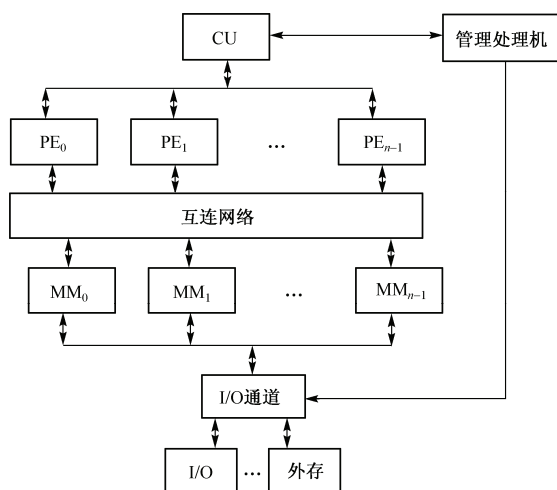 CU
管理处理机
PE0
PE1
...
PEn−1
互连网络
MM0
MM1
...
MMn−1
I/O通道
I/O
...
外存